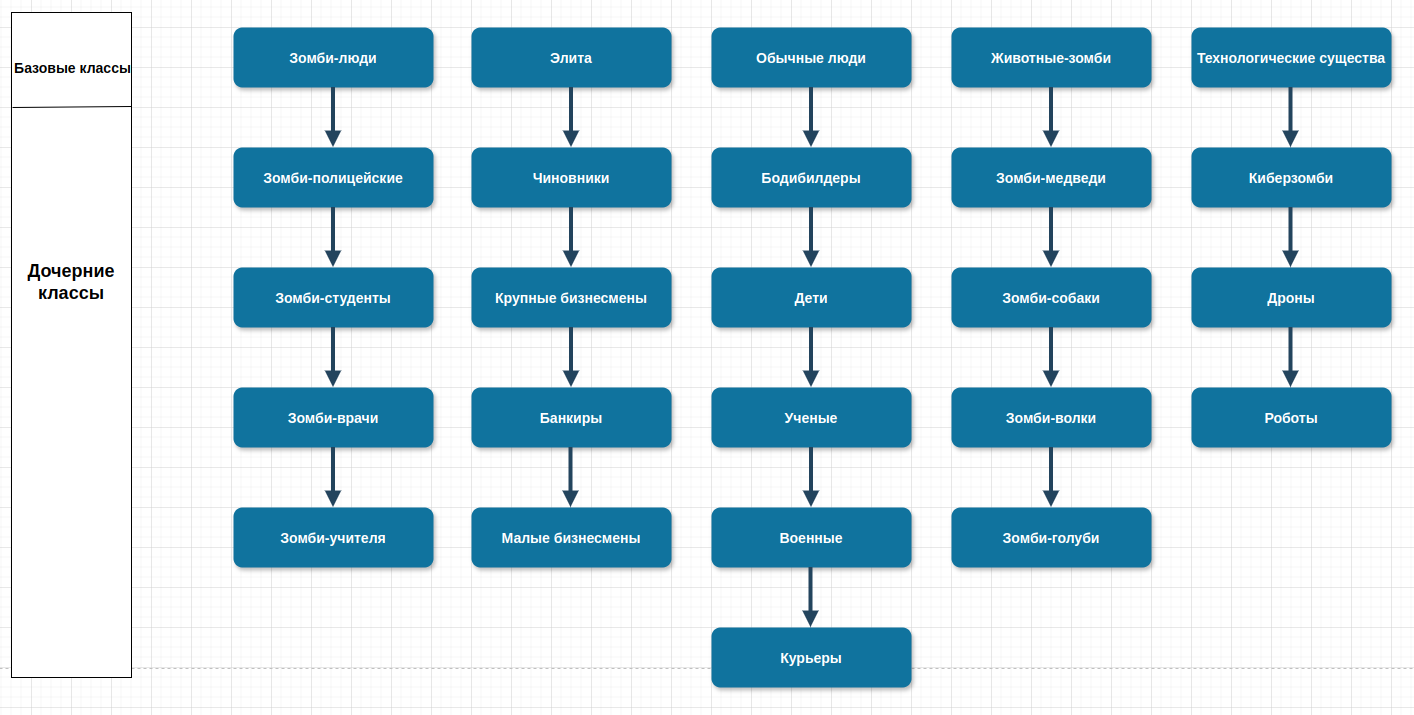 Базовые классы
Зомби-люди
Элита
Обычные люди
Животные-зомби
Технологические существа
Дочерние
классы
Зомби-полицейские
Чиновники
Бодибилдеры
Зомби-медведи
Киберзомби
Зомби-студенты
Крупные бизнесмены
Дети
Зомби-собаки
Дроны
Зомби-врачи
Банкиры
Ученые
Зомби-волки
Роботы
Зомби-учителя
Малые бизнесмены
Военные
Зомби-голуби
Курьеры